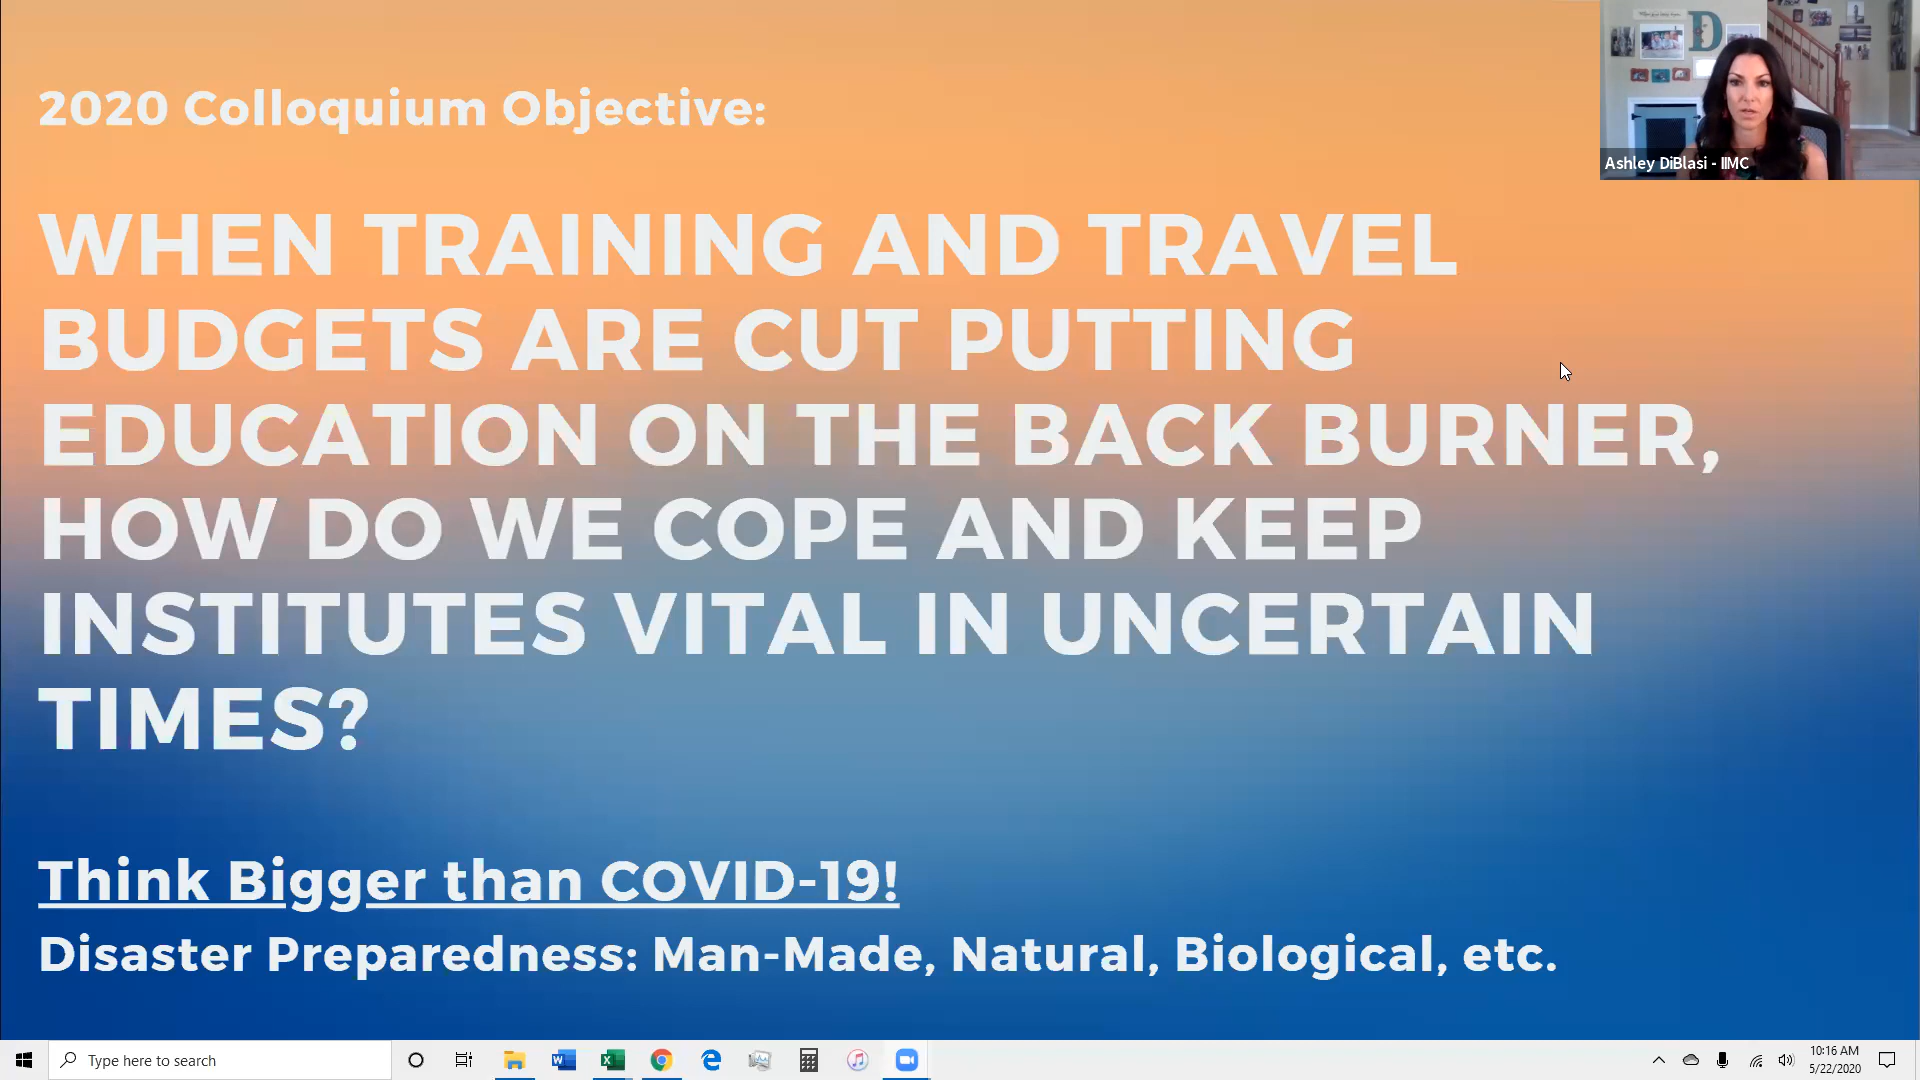 2020 Colloquium Objective:
WHEN TRAINING AND TRAVEL
BUDGETS ARE CUT PUTTING
EDUCATION ON THE BACK BURNER,
HOW DO WE COPE AND KEEP
INSTITUTES VITAL IN UNCERTAIN
TIMES?
Think Bigger than COVID-19!
Disaster Preparedness: Man-Made, Natural, Biological, etc.
D
Ashley DiBlasi - IIMC
Type here to search
10:16 AM
5/22/2020